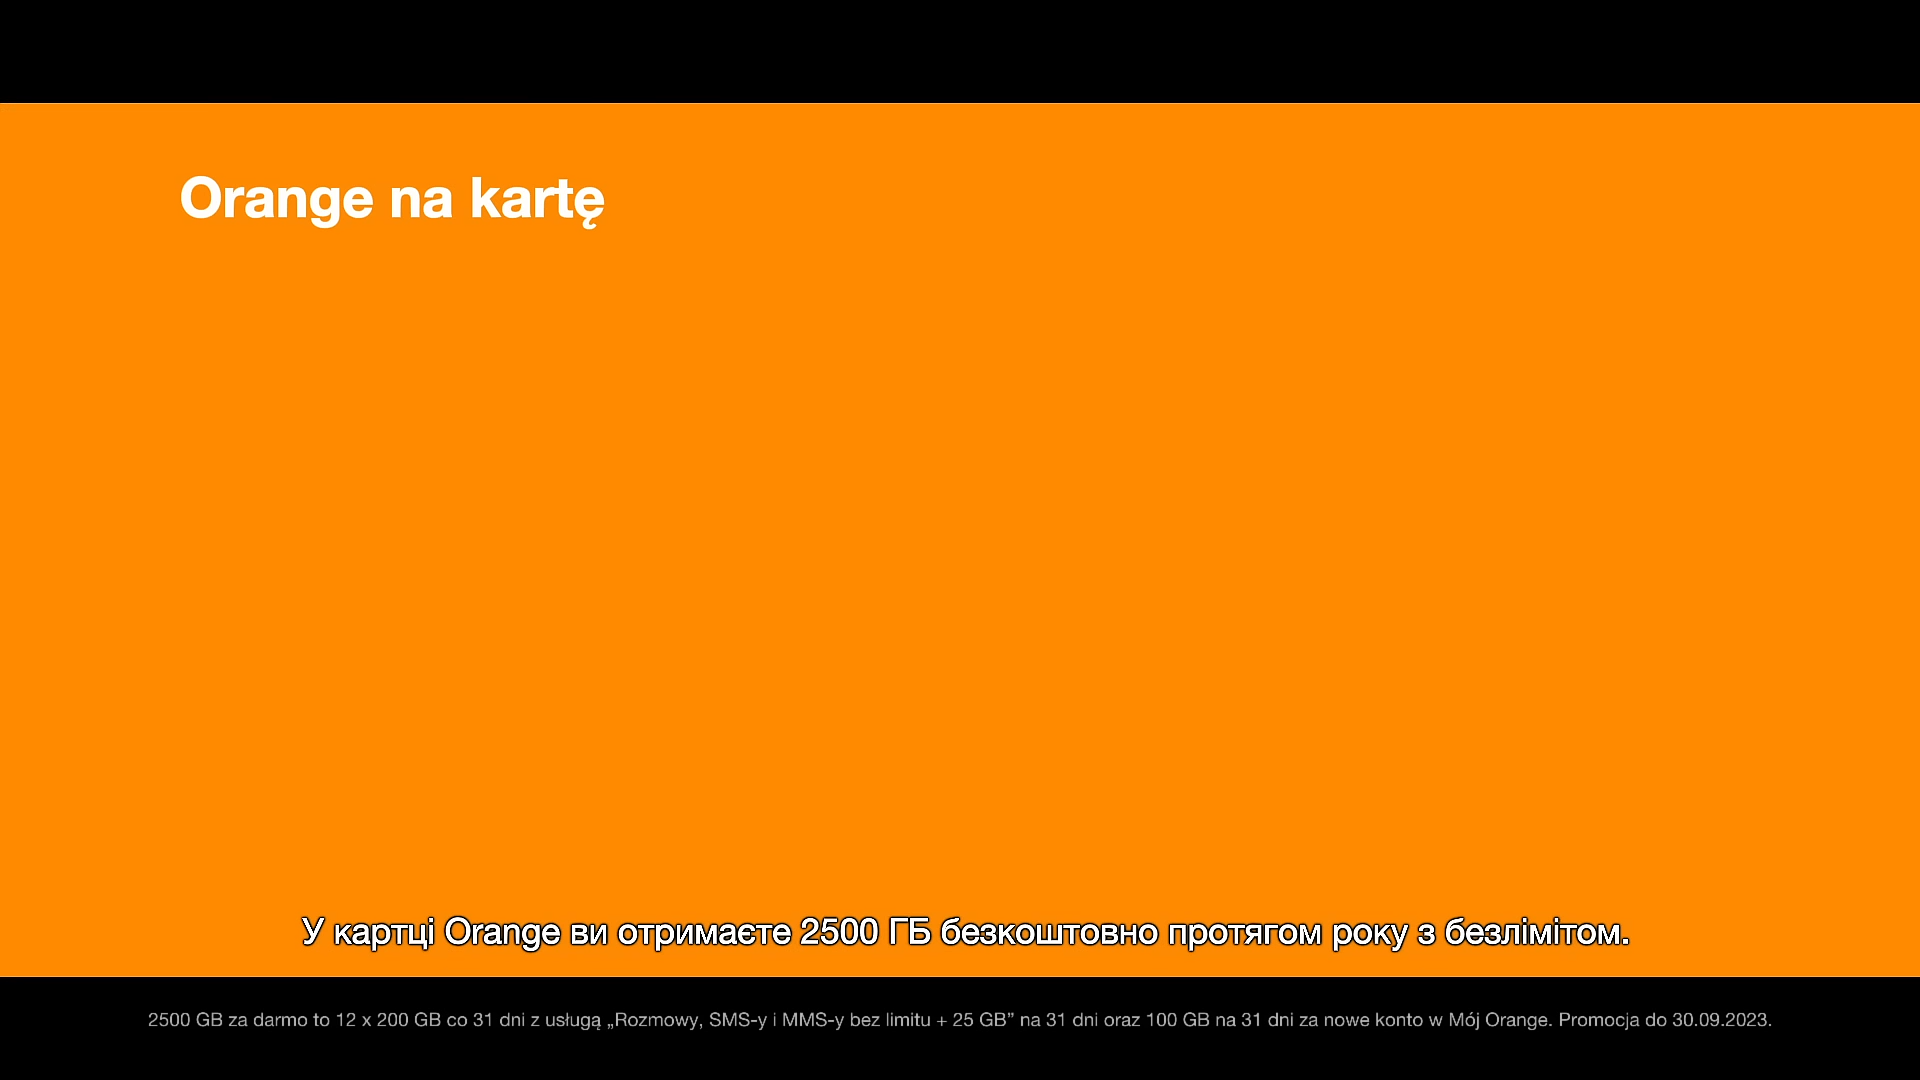 Orange na kartę
У картці Orange ви отримаєте 2500 ГБ безкоштовно протягом року з безлімітом.
2500 GB za darmo to 12 x 200 GB co 31 dni z usługą „Rozmowy, SMS-y i MMS-y bez limitu + 25 GB” na 31 dni oraz 100 GB na 31 dni za nowe konto w Mój Orange. Promocja do 30.09.2023.